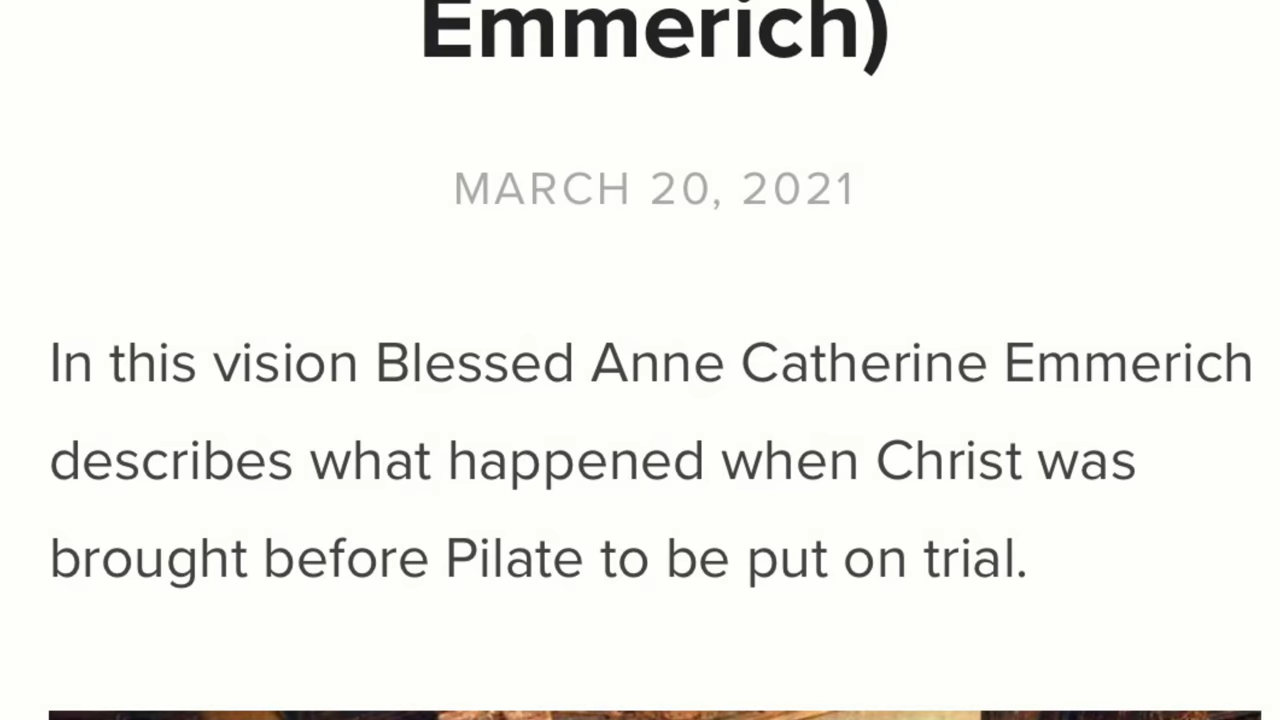 Emmerich)
MARCH 20, 2021
In this vision Blessed Anne Catherine Emmerich
describes what happened when Christ was
brought before Pilate to be put on trial.